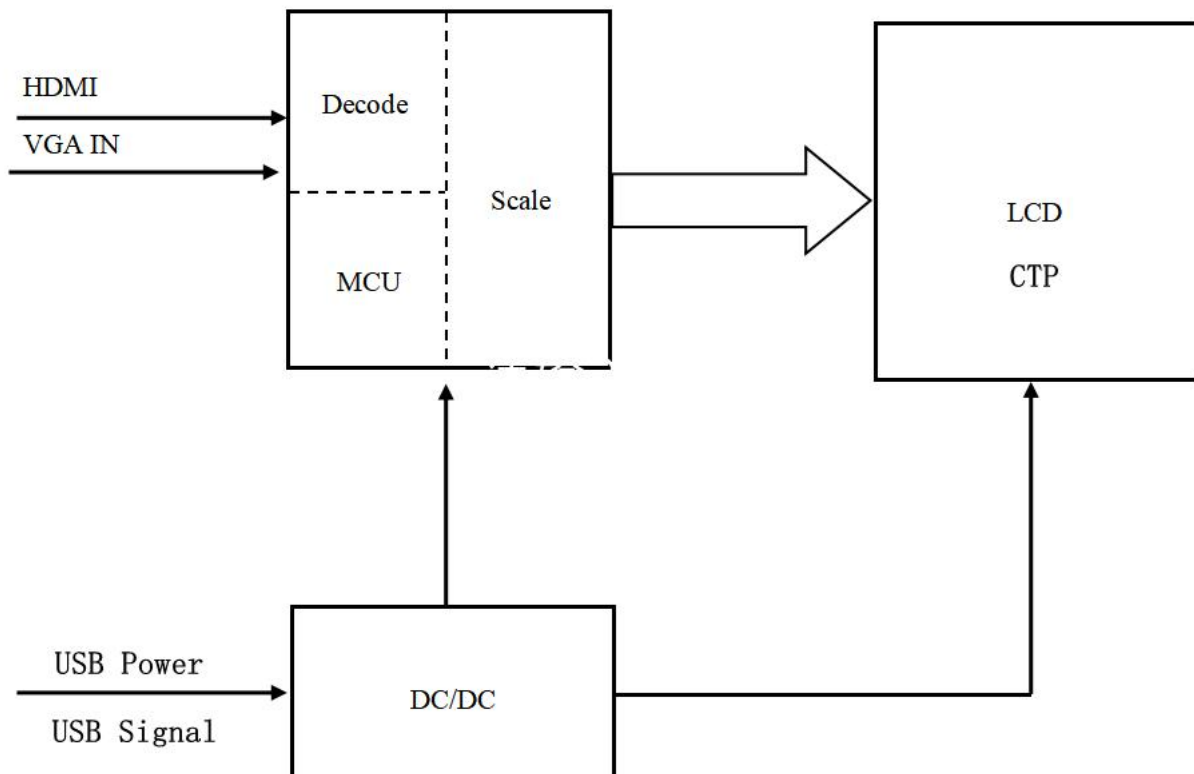 HDMI
VGA IN
Decode
MCU
Scale
LCD
CTP
USB Power
USB Signal
DC/DC